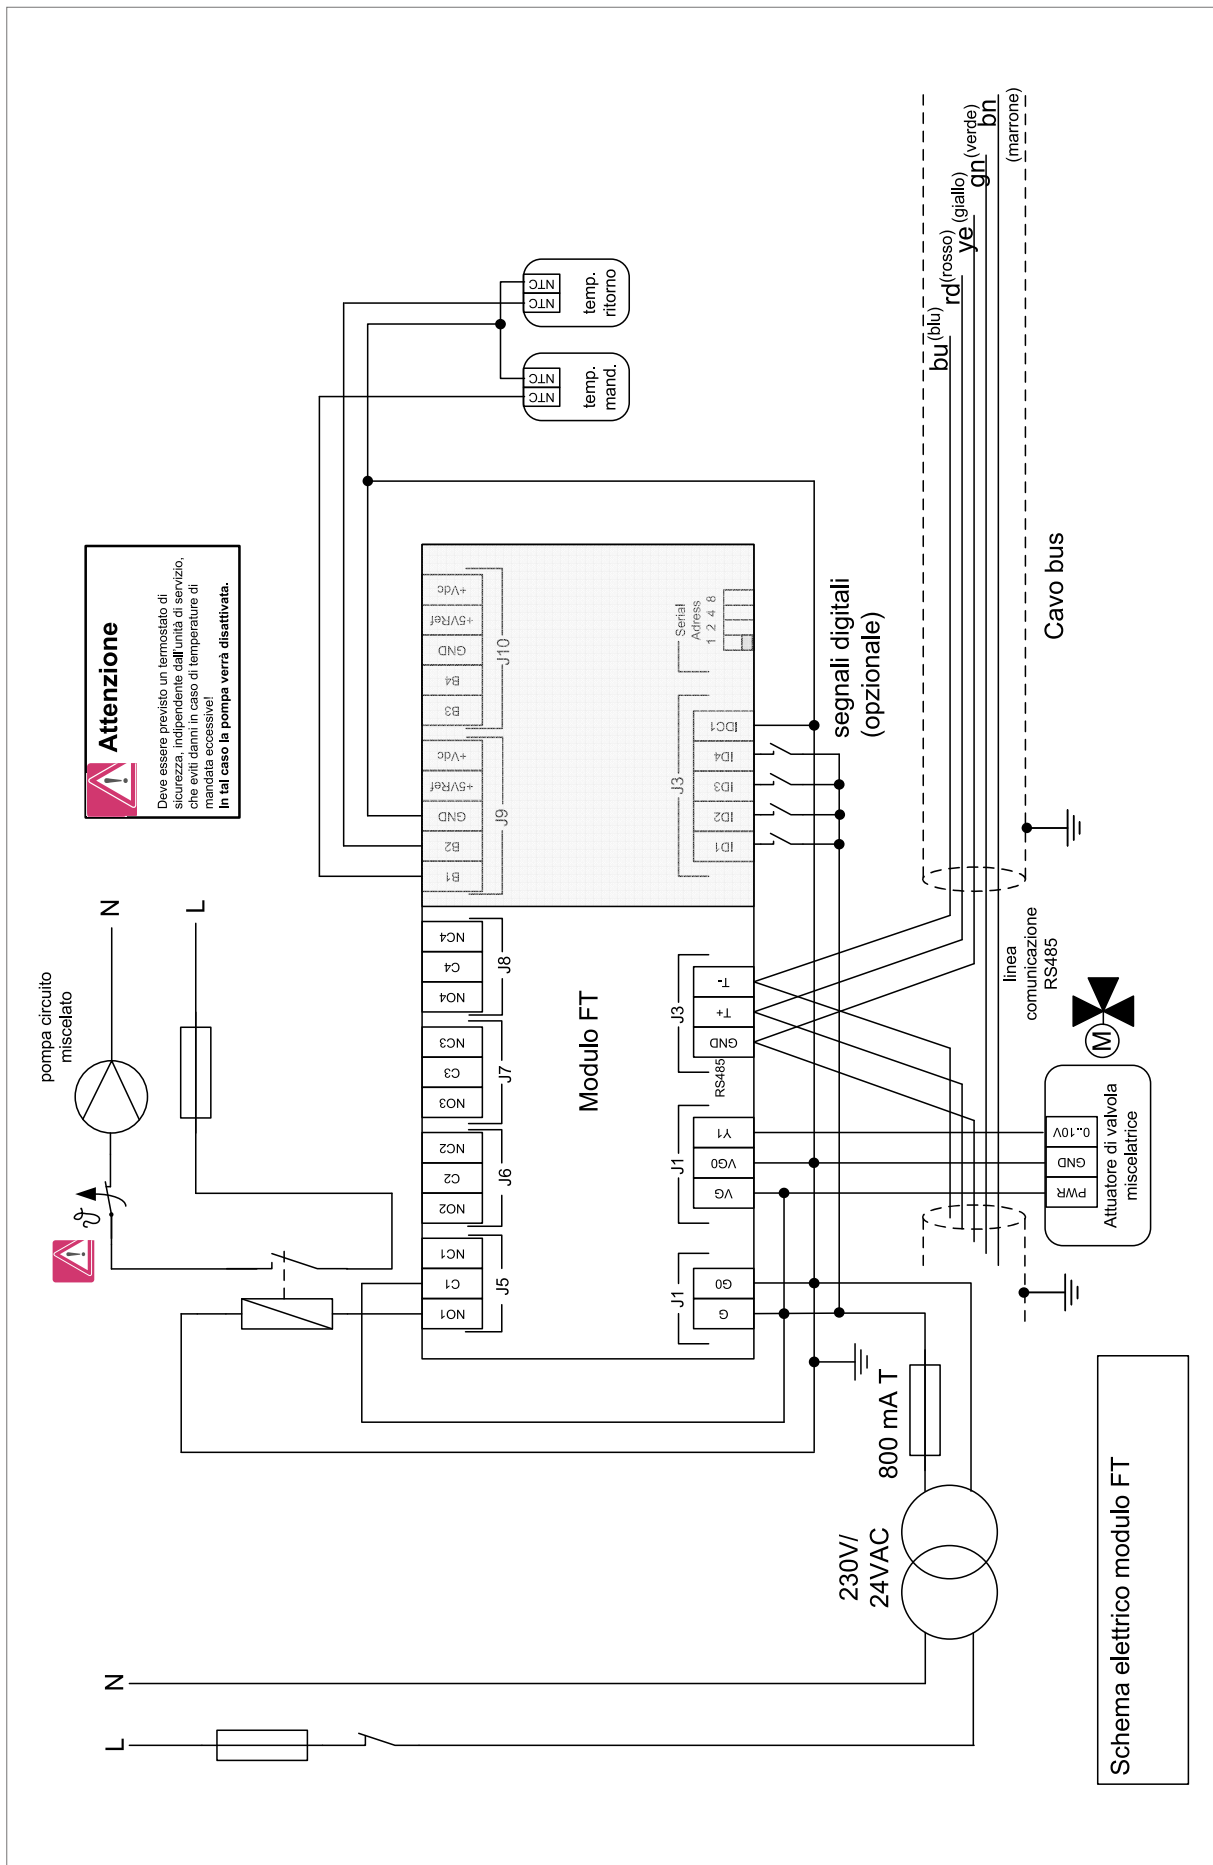 Attenzione
Deve essere previsto un termostato di
sicurezza, indipendente dall'unità di servizio,
che eviti danni in caso di temperature di
mandata eccessive!
In tal caso la pompa verrà disattivata.
pompa circuito
miscelato
N
L
N
L
NO1
C1
NC1
J5
NO2
C2
NC2
J6
NO3
C3
NC3
J7
NO4
C4
NC4
J8
B1
B2
GND
+5VRef
+Vdc
J9
B3
B4
GND
+5VRef
+Vdc
J10
NTC
NTC
temp.
mand.
NTC
NTC
temp.
ritorno
Modulo FT
J1
G
G0
J1
VG
VG0
Y1
RS485
J3
GND
T+
T-
J3
ID1
ID2
ID3
ID4
IDC1
Serial
Adress
1 2 4 8
segnali digitali
(opzionale)
230V/
24VAC
800 mA T
PWR
GND
0..10V
Attuatore di valvola
miscelatrice
M
linea
comunicazione
RS485
bu (blu)
rd (rosso)
ye (giallo)
gn (verde)
bn
(marrone)
Cavo bus
Schema elettrico modulo FT